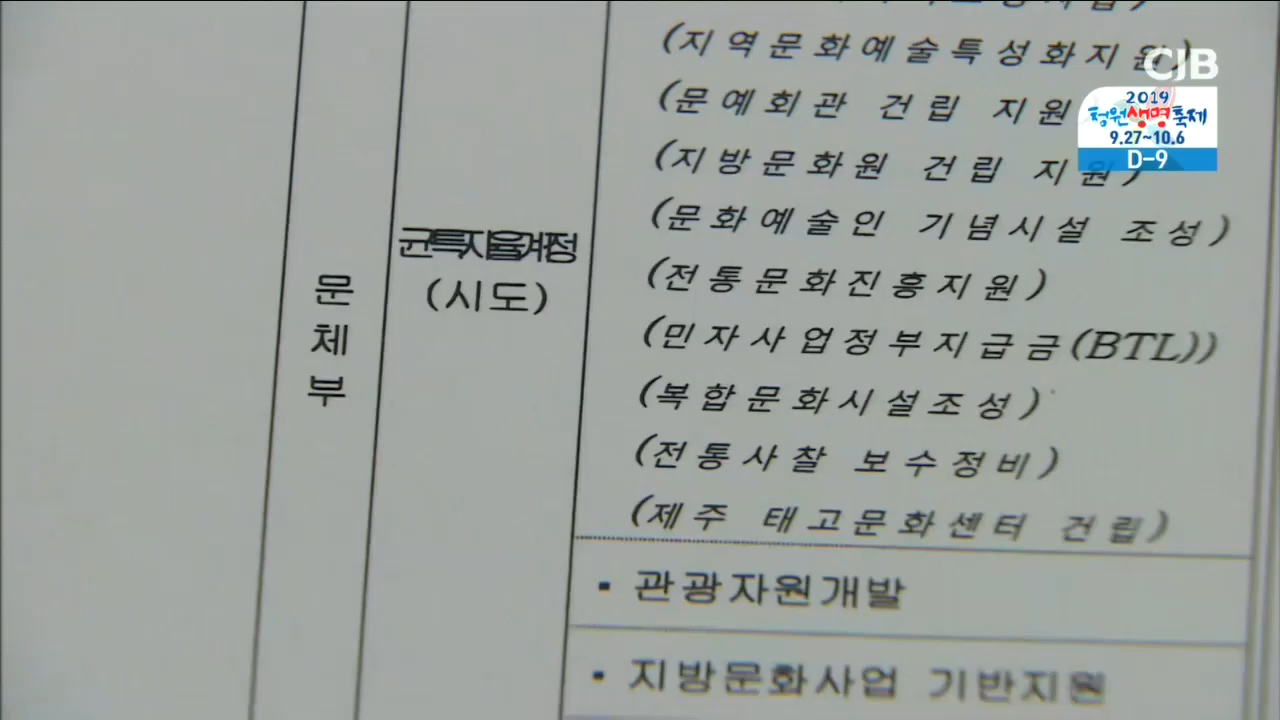 (지역문화예술특성화지원)
(문예회관 건립 지원
(지방문화원 건립 지원)
(문화예술인 기념시설 조성)
(전통문화진흥지원)
(민자사업정부지급금(BTL))
(복합문화시설조성)
(전통사찰 보수정비)
(제주 태고문화센터 건립)
▪ 관광자원개발
▪ 지방문화사업 기반지원
균특자율계정
(시도)
문
체
부
CJB
2019
청원생명축제
9.27~10.6
D-9